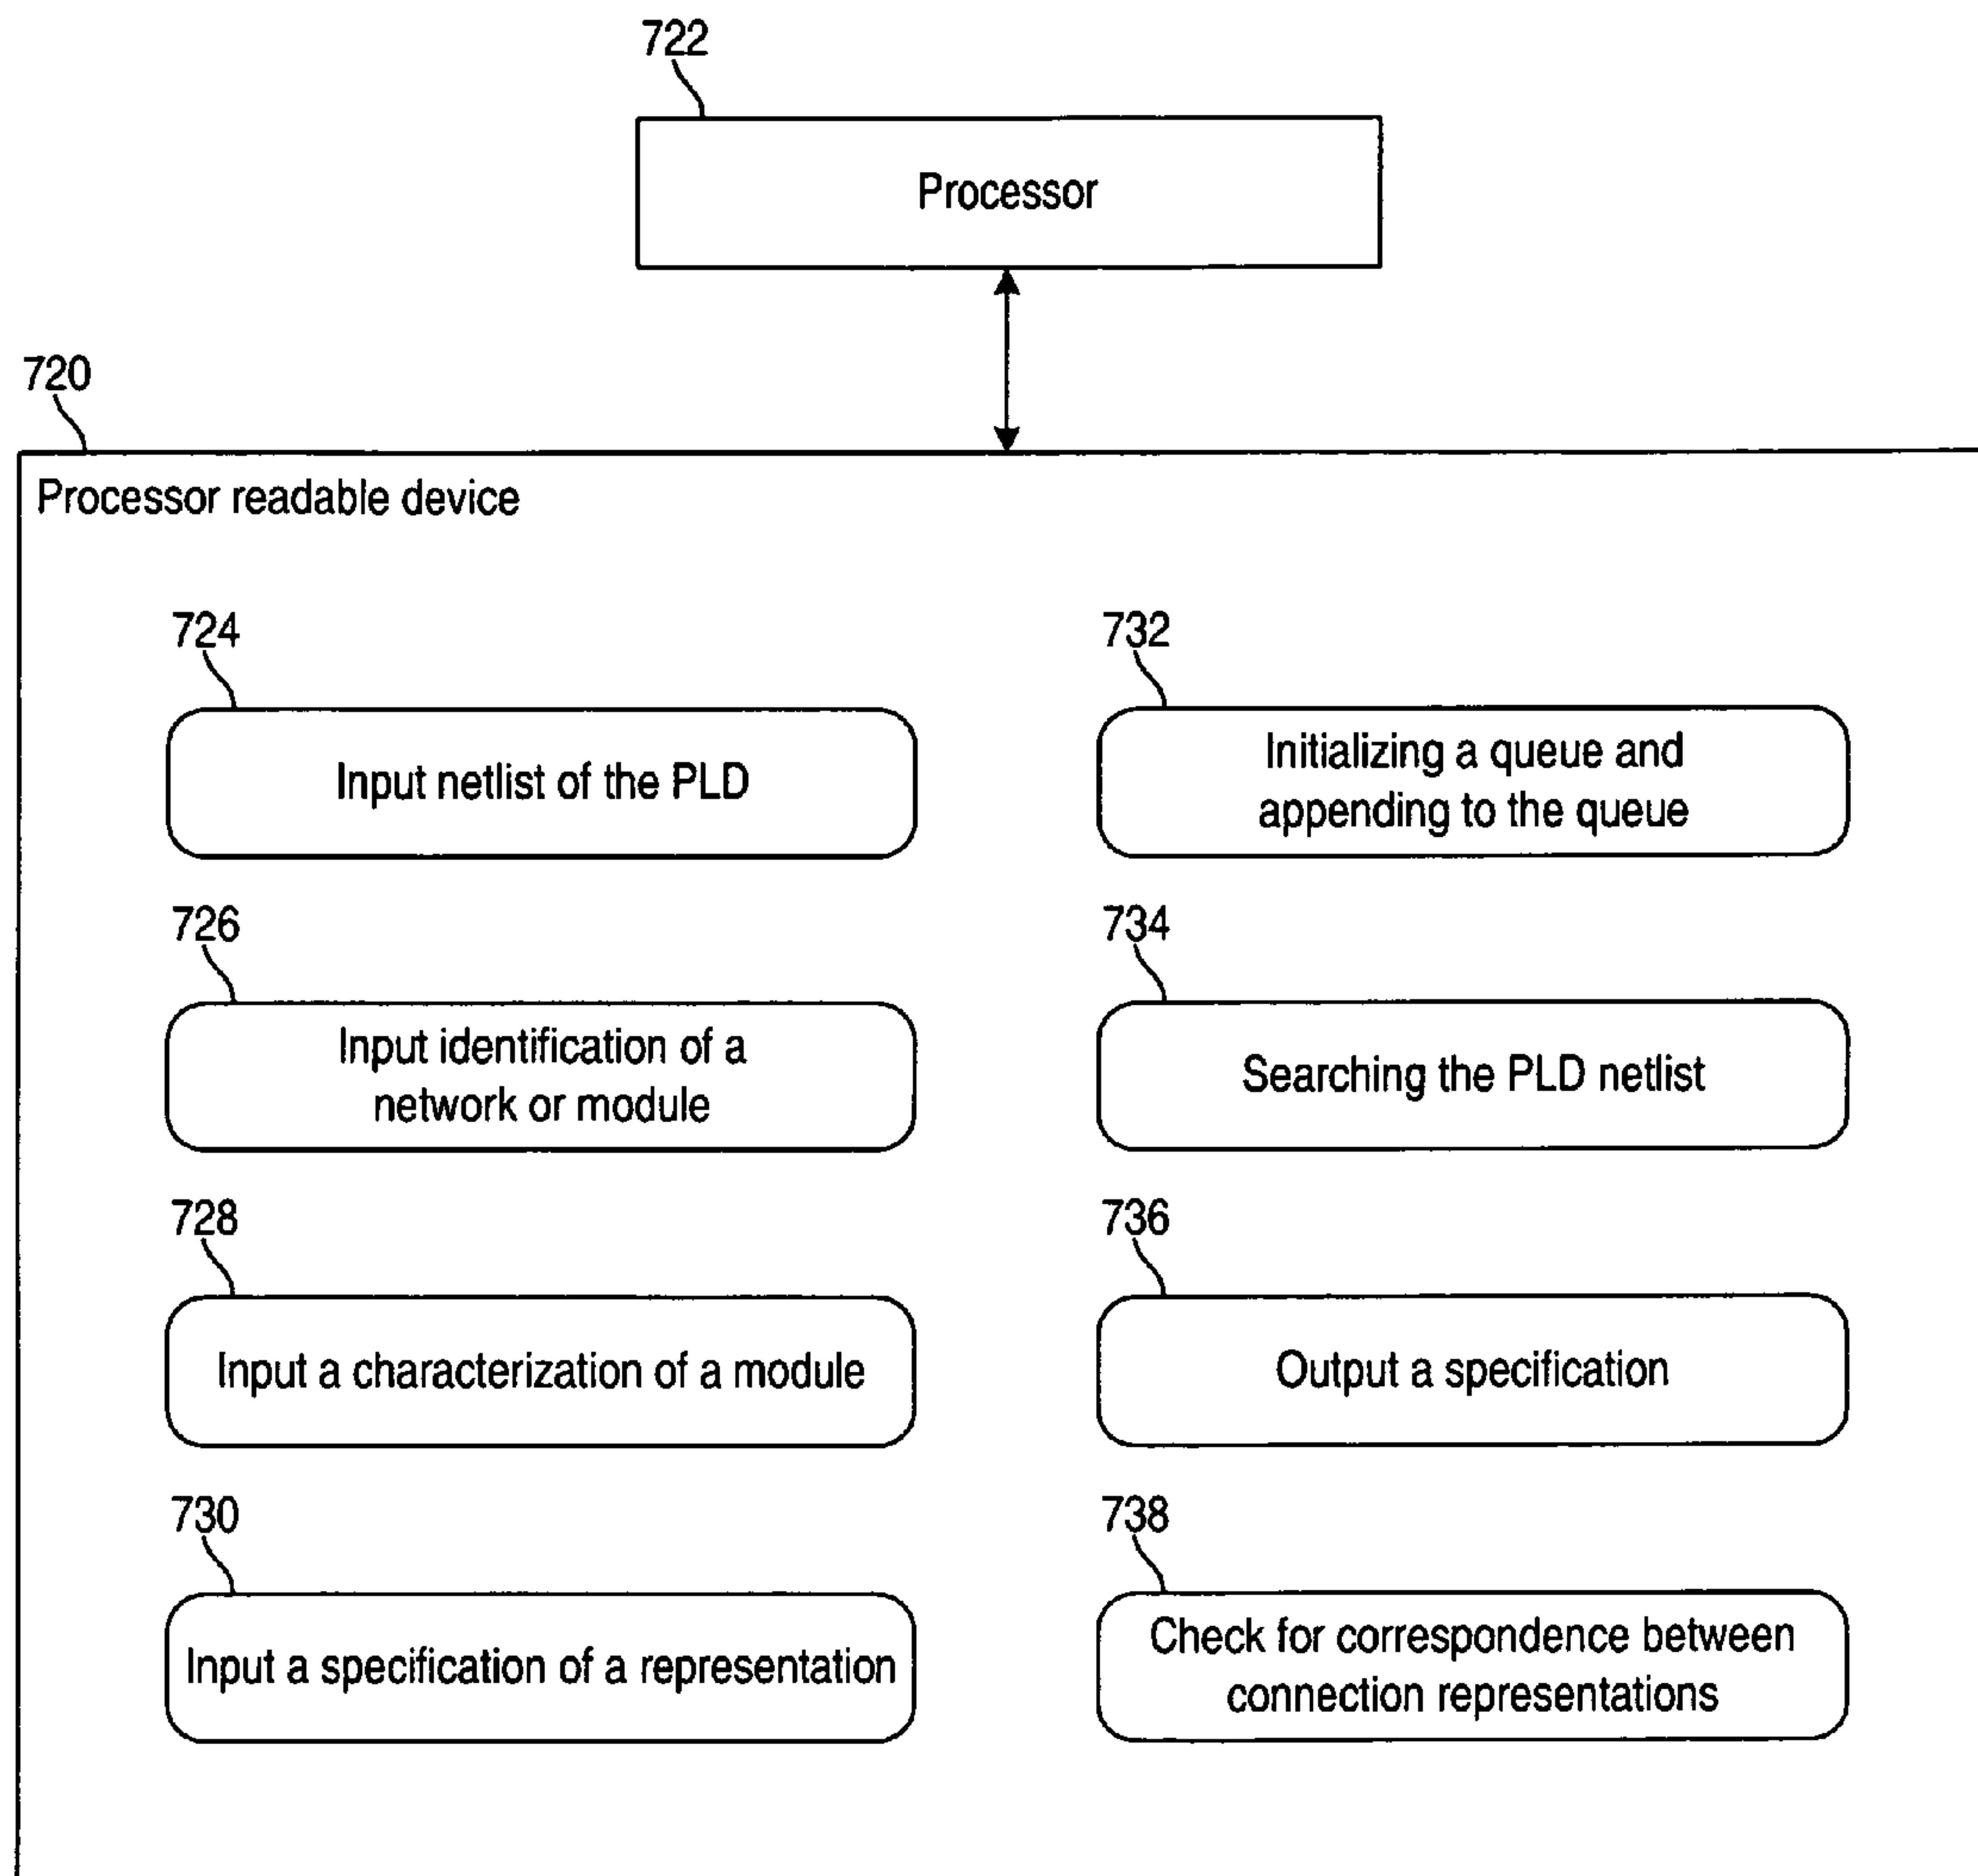 722
Processor
720
Processor readable device
724
Input netlist of the PLD
726
Input identification of a
network or module
728
Input a characterization of a module
730
Input a specification of a representation
732
Initializing a queue and
appending to the queue
734
Searching the PLD netlist
736
Output a specification
738
Check for correspondence between
connection representations